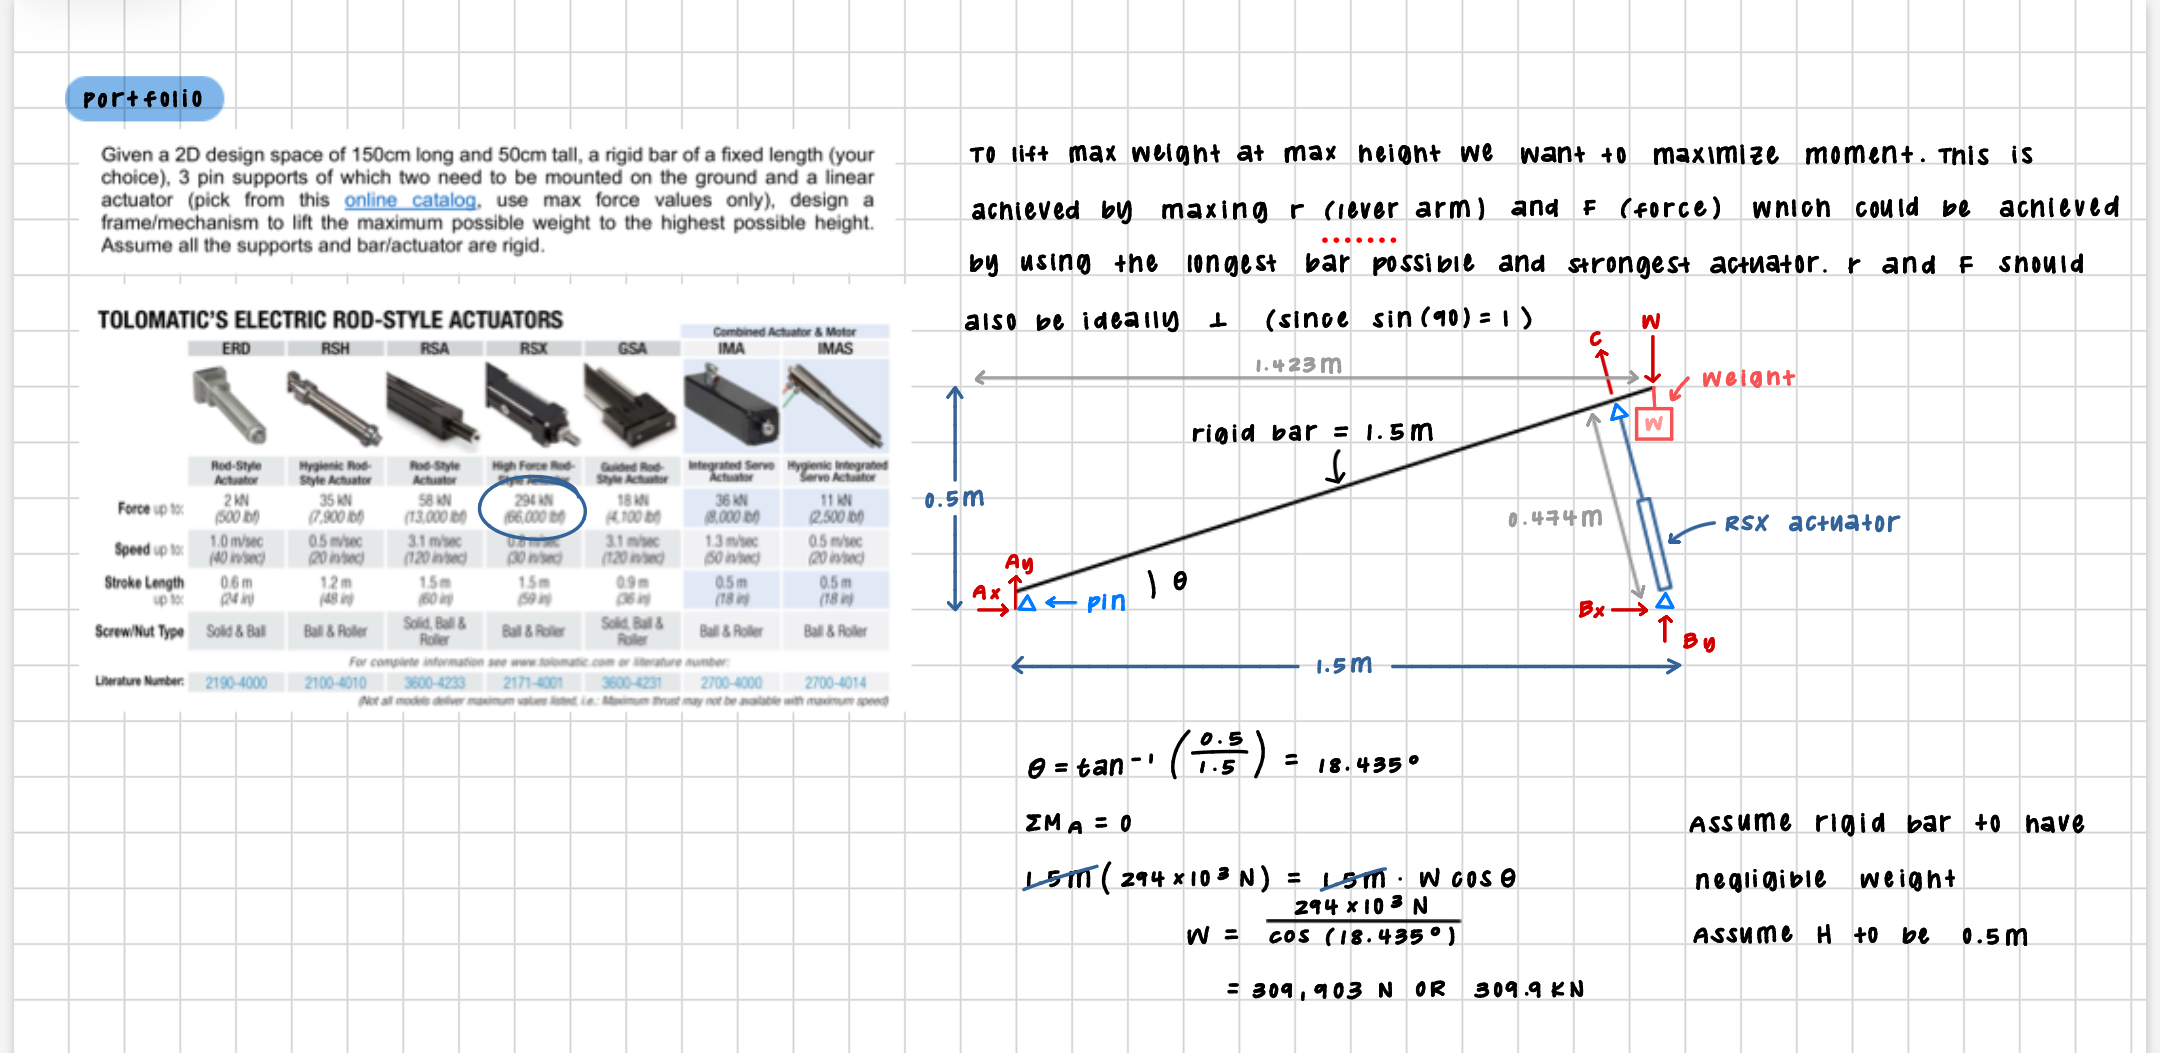 Portfolio
Given a 2D design space of 150cm long and 50cm tall, a rigid bar of a fixed length (your
choice), 3 pin supports of which two need to be mounted on the ground and a linear
actuator (pick from this online catalog, use max force values only), design a
frame/mechanism to lift the maximum possible weight to the highest possible height.
Assume all the supports and bar/actuator are rigid.
TOLOMATIC'S ELECTRIC ROD-STYLE ACTUATORS
Combined Actuator & Motor
ERD RSH RSA RSX GSA IMA IMAS
Rod-Style Actuator Hygienic Rod-Style Actuator Rod-Style Actuator High Force Rod-Style Actuator Guided Rod-Style Actuator Integrated Servo Actuator Hygienic Integrated Servo Actuator
Force up to: 2 kN (500 lbf) 35 kN (7,900 lbf) 58 kN (13,000 lbf) 294 kN (66,000 lbf) 18 kN (4,100 lbf) 36 kN (8,000 lbf) 11 kN (2,500 lbf)
Speed up to: 1.0 m/sec (40 in/sec) 0.5 m/sec (20 in/sec) 3.1 m/sec (120 in/sec) 0.8 m/sec (30 in/sec) 3.1 m/sec (120 in/sec) 1.3 m/sec (50 in/sec) 0.5 m/sec (20 in/sec)
Stroke Length up to: 0.6 m (24 in) 1.2 m (48 in) 1.5 m (60 in) 1.5 m (59 in) 0.9 m (36 in) 0.5 m (18 in) 0.5 m (18 in)
Screw/Nut Type Solid & Ball Ball & Roller Solid, Ball & Roller Ball & Roller Solid, Ball & Roller Ball & Roller Ball & Roller
For complete information see www.tolomatic.com or literature number:
Literature Number: 2190-4000 2100-4010 3600-4233 2171-4001 3600-4231 2700-4000 2700-4014
(Not all models deliver maximum values listed, i.e.: Maximum thrust may not be available with maximum speed)
To lift max weight at max height we want to maximize moment. This is
achieved by maxing r (lever arm) and F (force) which could be achieved
by using the longest bar possible and strongest actuator. r and F should
also be ideally ⊥ (since sin(90)=1)
C
W
1.423m
weight
W
rigid bar = 1.5m
0.5m
0.474m
RSX actuator
Ay
Ax
θ
← pin
Bx
By
1.5m
θ = tan⁻¹ (0.5/1.5) = 18.435°
ΣMA = 0
1.5m (294×10³ N) = 1.5m · W cos θ
W = 294×10³ N / cos (18.435°)
= 309,903 N OR 309.9 KN
Assume rigid bar to have
negligible weight
Assume H to be 0.5m